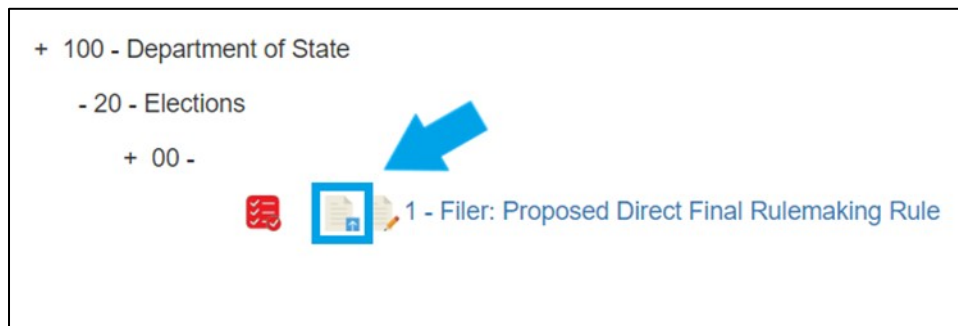 + 100 - Department of State
- 20 - Elections
+ 00 -
1 - Filer: Proposed Direct Final Rulemaking Rule